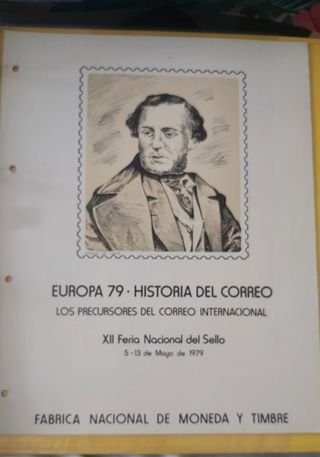 EUROPA 79 · HISTORIA DEL CORREO
LOS PRECURSORES DEL CORREO INTERNACIONAL
XII Feria Nacional del Sello
5-13 de Mayo de 1979
FABRICA NACIONAL DE MONEDA Y TIMBRE